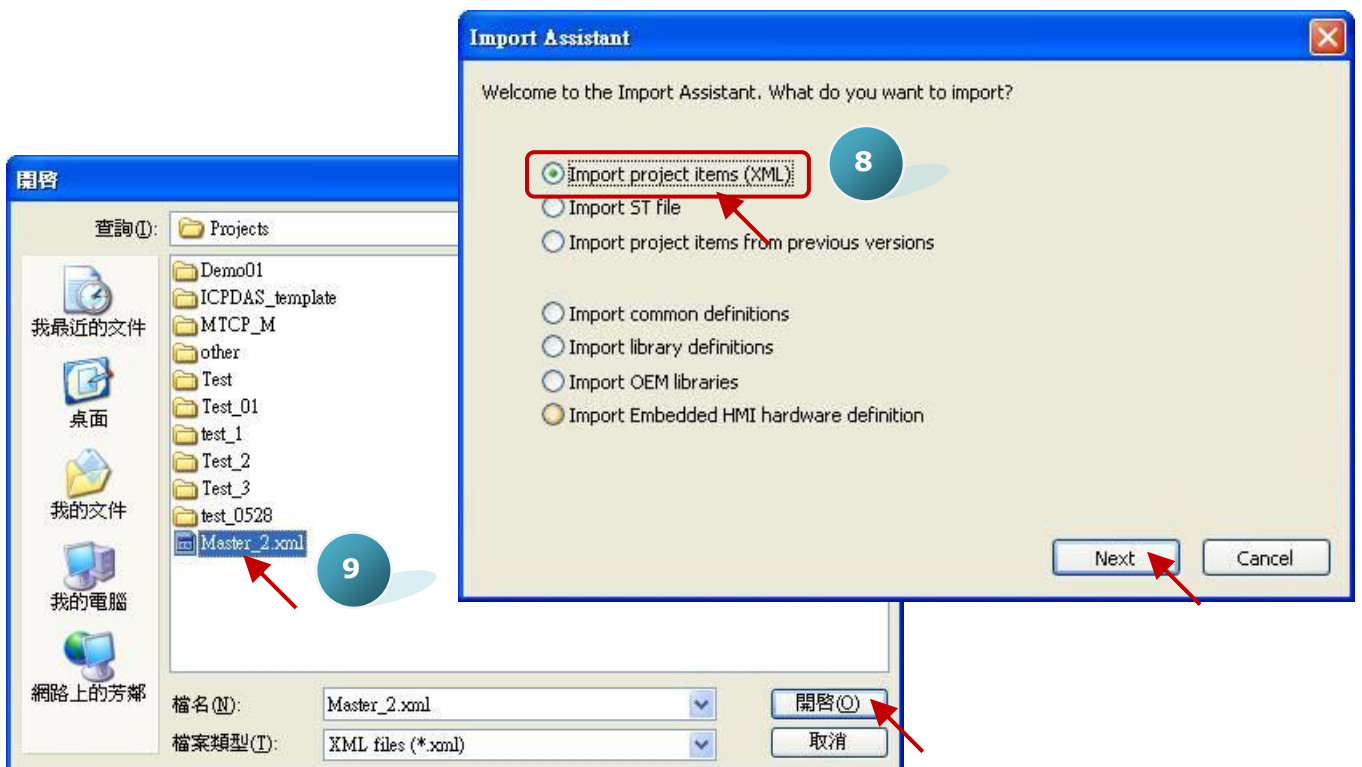 Import Assistant
Welcome to the Import Assistant. What do you want to import?
Import project items (XML)
8
Import ST file
Import project items from previous versions
Import common definitions
Import library definitions
Import OEM libraries
Import Embedded HMI hardware definition
Next
Cancel
開啓
查詢(I):
Projects
我最近的文件
桌面
我的文件
我的電腦
網路上的芳鄰
Demo01
ICPDAS_template
MTCP_M
other
Test
Test_01
test_1
Test_2
Test_3
test_0528
Master_2.xml
9
檔名(N):
Master_2.xml
開啓(O)
檔案類型(T):
XML files (*.xml)
取消